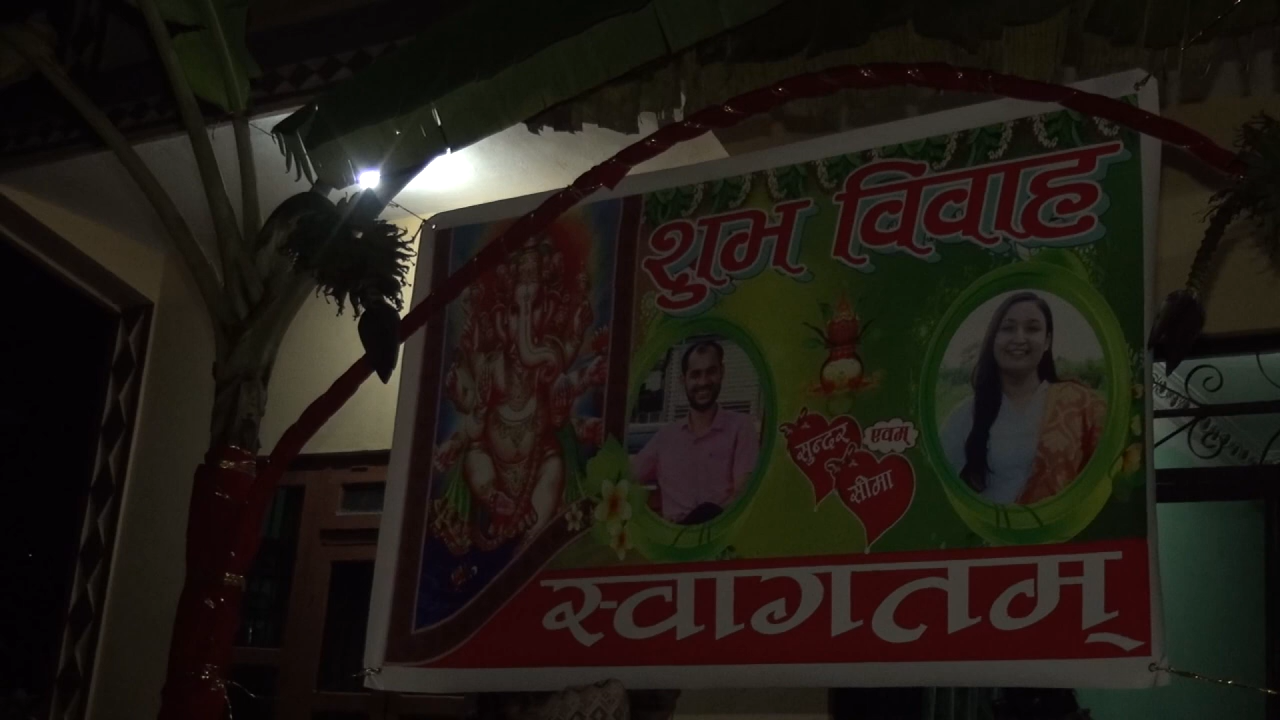 शुभ विवाह
सुन्दर
एवम्
सीमा
स्वागतम्